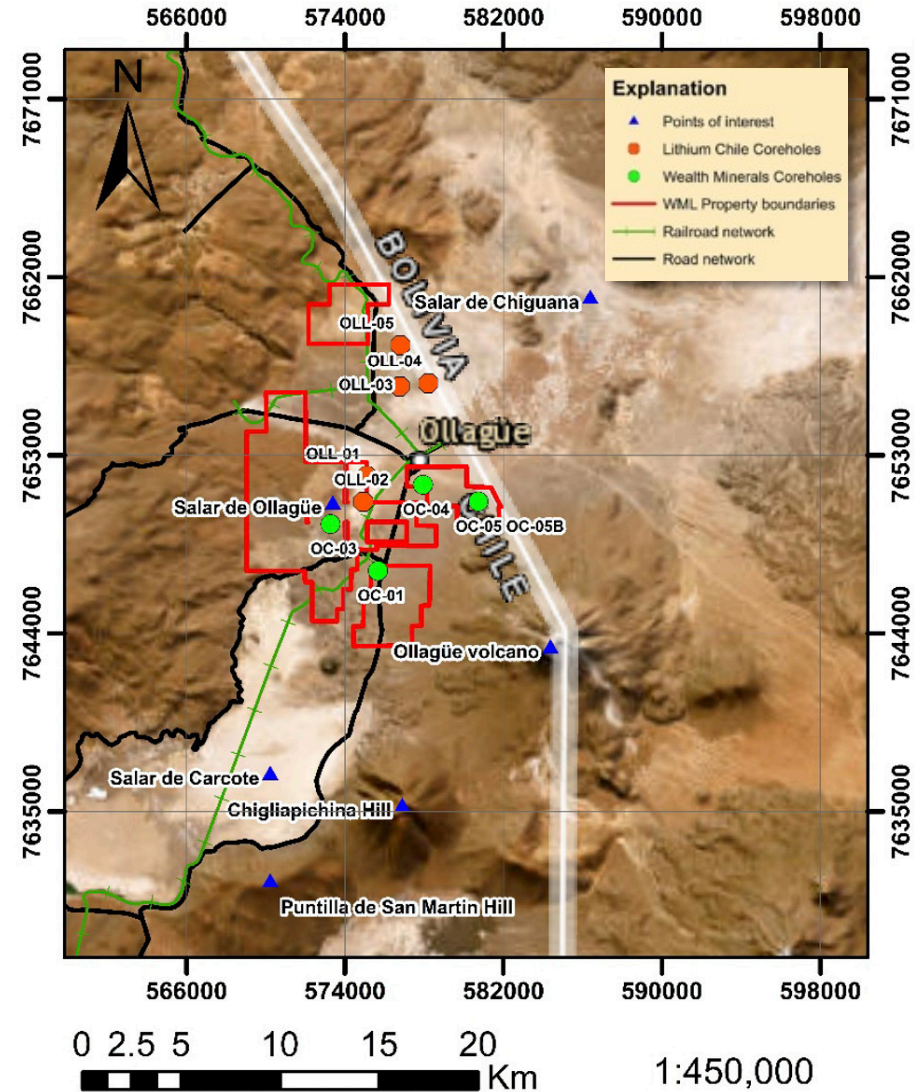 566000 574000 582000 590000 598000
N
7671000
7671000
Explanation
Points of interest
Lithium Chile Coreholes
Wealth Minerals Coreholes
WML Property boundaries
Railroad network
Road network
7662000
7662000
BOLIVIA
Salar de Chiguana
OLL-05
OLL-04
OLL-03
Ollagüe
7653000
7653000
OLL-01
OLL-02
Salar de Ollagüe
OC-04
OC-05 OC-05B
CHILE
OC-03
OC-01
7644000
7644000
Ollagüe volcano
Salar de Carcote
Chigliapichina Hill
7635000
7635000
Puntilla de San Martin Hill
566000 574000 582000 590000 598000
0 2.5 5 10 15 20
Km
1:450,000